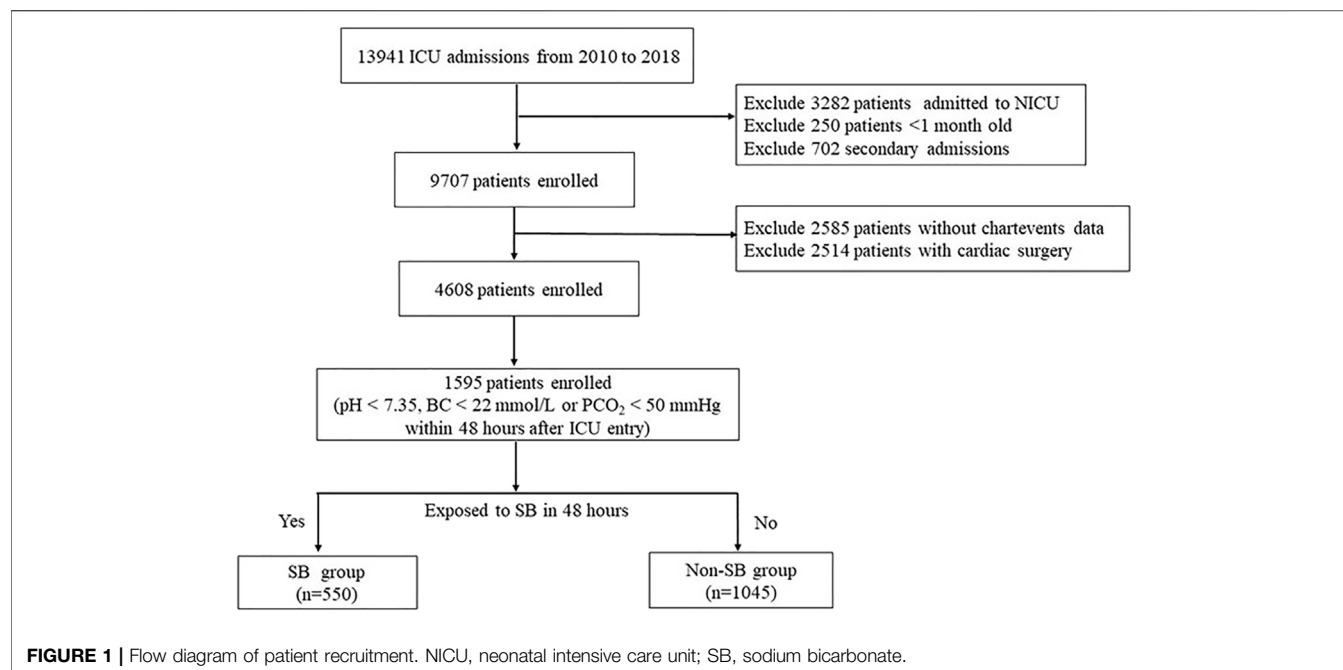 13941 ICU admissions from 2010 to 2018
Exclude 3282 patients admitted to NICU
Exclude 250 patients <1 month old
Exclude 702 secondary admissions
9707 patients enrolled
Exclude 2585 patients without chartevents data
Exclude 2514 patients with cardiac surgery
4608 patients enrolled
1595 patients enrolled
(pH < 7.35, BC < 22 mmol/L or PCO₂ < 50 mmHg
within 48 hours after ICU entry)
Exposed to SB in 48 hours
Yes
No
SB group
(n=550)
Non-SB group
(n=1045)
FIGURE 1 | Flow diagram of patient recruitment. NICU, neonatal intensive care unit; SB, sodium bicarbonate.